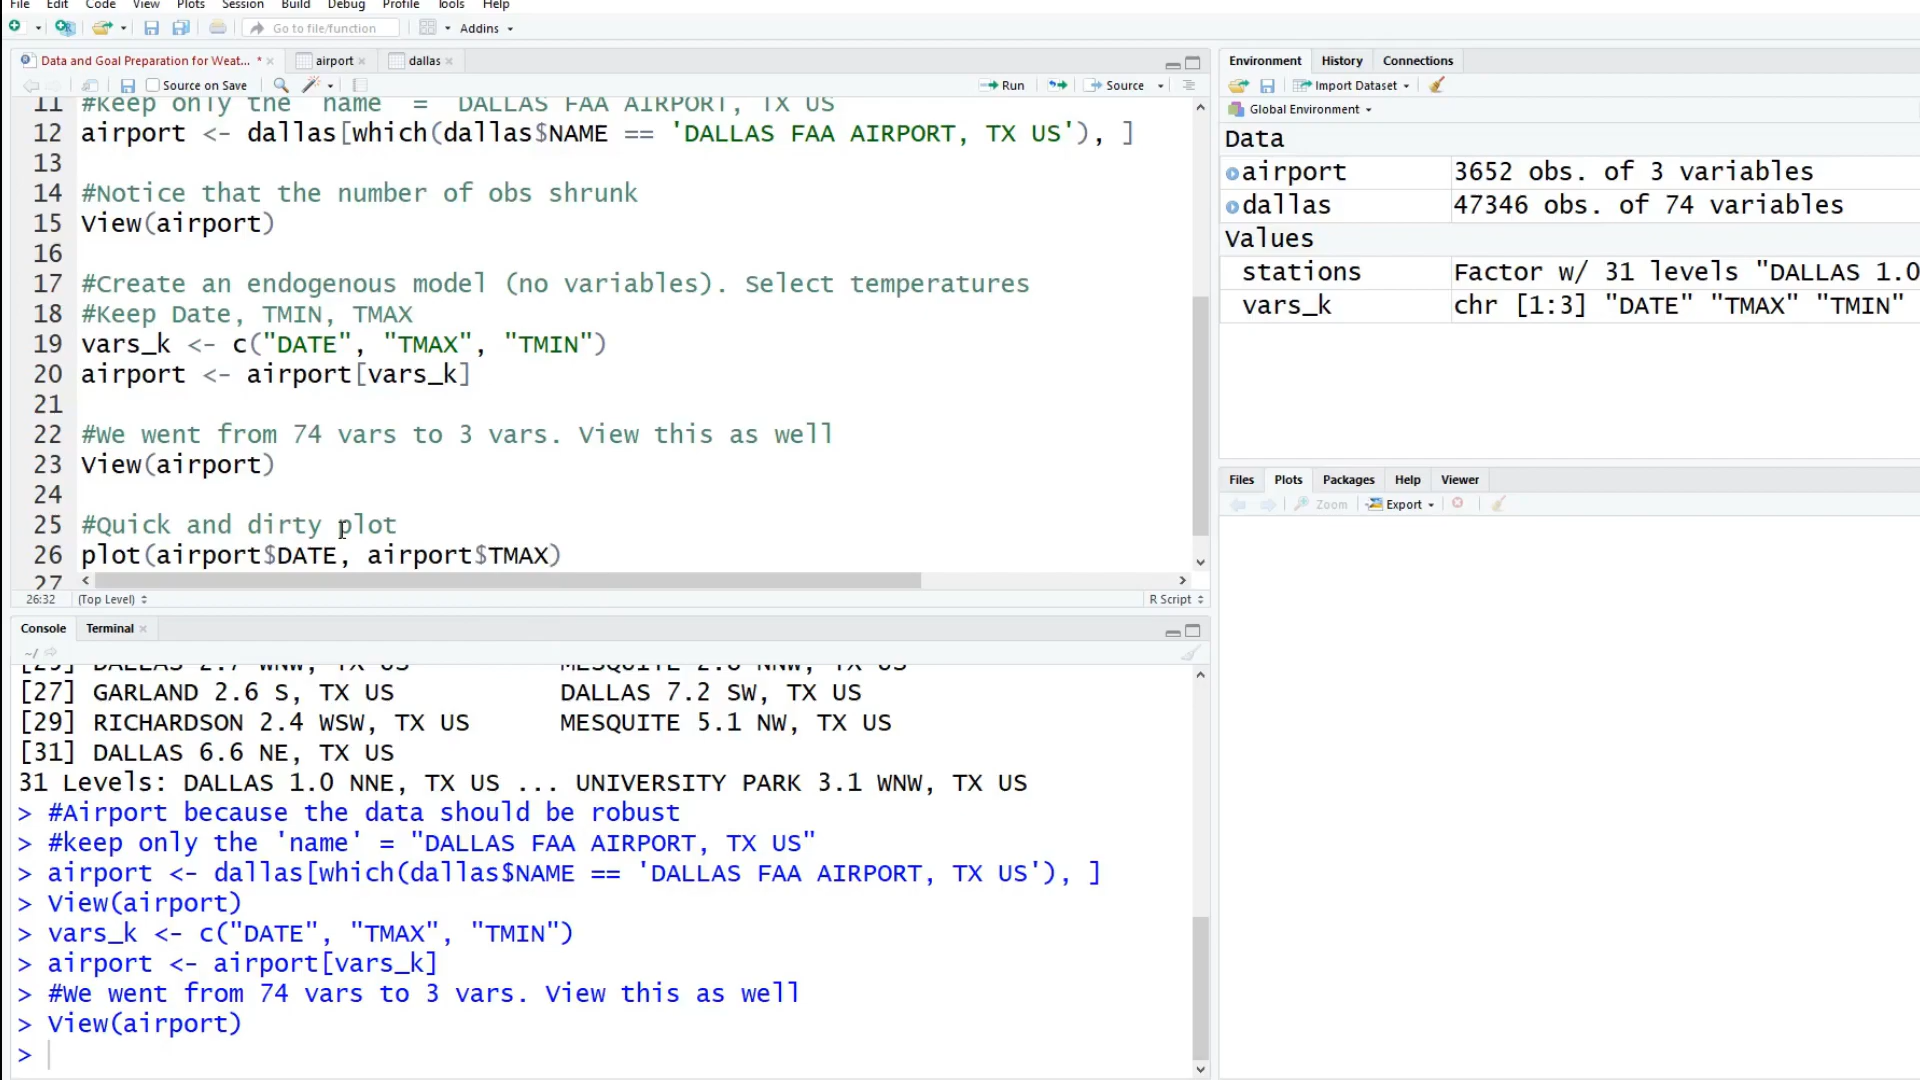 File Edit Code View Plots Session Build Debug Profile Tools Help
Go to file/function Addins
Data and Goal Preparation for Weat... * airport dallas
Source on Save Run Source
11 #keep only the 'name' = "DALLAS FAA AIRPORT, TX US"
12 airport <- dallas[which(dallas$NAME == 'DALLAS FAA AIRPORT, TX US'), ]
13
14 #Notice that the number of obs shrunk
15 View(airport)
16
17 #Create an endogenous model (no variables). Select temperatures
18 #Keep Date, TMIN, TMAX
19 vars_k <- c("DATE", "TMAX", "TMIN")
20 airport <- airport[vars_k]
21
22 #We went from 74 vars to 3 vars. View this as well
23 View(airport)
24
25 #Quick and dirty plot
26 plot(airport$DATE, airport$TMAX)
27
26:32 (Top Level) R Script
Console Terminal
~/
DALLAS 2.7 WNW, TX US MESQUITE 2.8 NNW, TX US
[27] GARLAND 2.6 S, TX US DALLAS 7.2 SW, TX US
[29] RICHARDSON 2.4 WSW, TX US MESQUITE 5.1 NW, TX US
[31] DALLAS 6.6 NE, TX US
31 Levels: DALLAS 1.0 NNE, TX US ... UNIVERSITY PARK 3.1 WNW, TX US
> #Airport because the data should be robust
> #keep only the 'name' = "DALLAS FAA AIRPORT, TX US"
> airport <- dallas[which(dallas$NAME == 'DALLAS FAA AIRPORT, TX US'), ]
> View(airport)
> vars_k <- c("DATE", "TMAX", "TMIN")
> airport <- airport[vars_k]
> #We went from 74 vars to 3 vars. View this as well
> View(airport)
>
Environment History Connections
Import Dataset
Global Environment
Data
airport 3652 obs. of 3 variables
dallas 47346 obs. of 74 variables
Values
stations Factor w/ 31 levels "DALLAS 1.0
vars_k chr [1:3] "DATE" "TMAX" "TMIN"
Files Plots Packages Help Viewer
Zoom Export